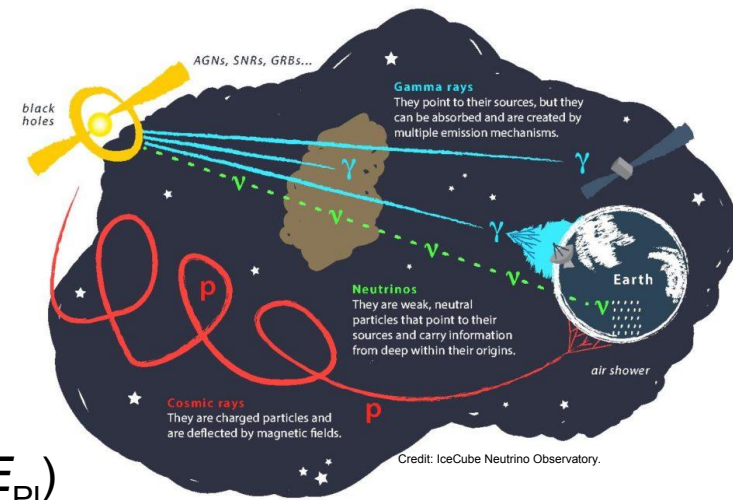 AGNs, SNRs, GRBs...
black
holes
Gamma rays
They point to their sources, but they
can be absorbed and are created by
multiple emission mechanisms.
γ
γ
γ
ν
ν
ν
ν
ν
ν
Earth
Neutrinos
They are weak, neutral
particles that point to their
sources and carry information
from deep within their origins.
air shower
p
p
Cosmic rays
They are charged particles and
are deflected by magnetic fields.
Credit: IceCube Neutrino Observatory.
E_PI)